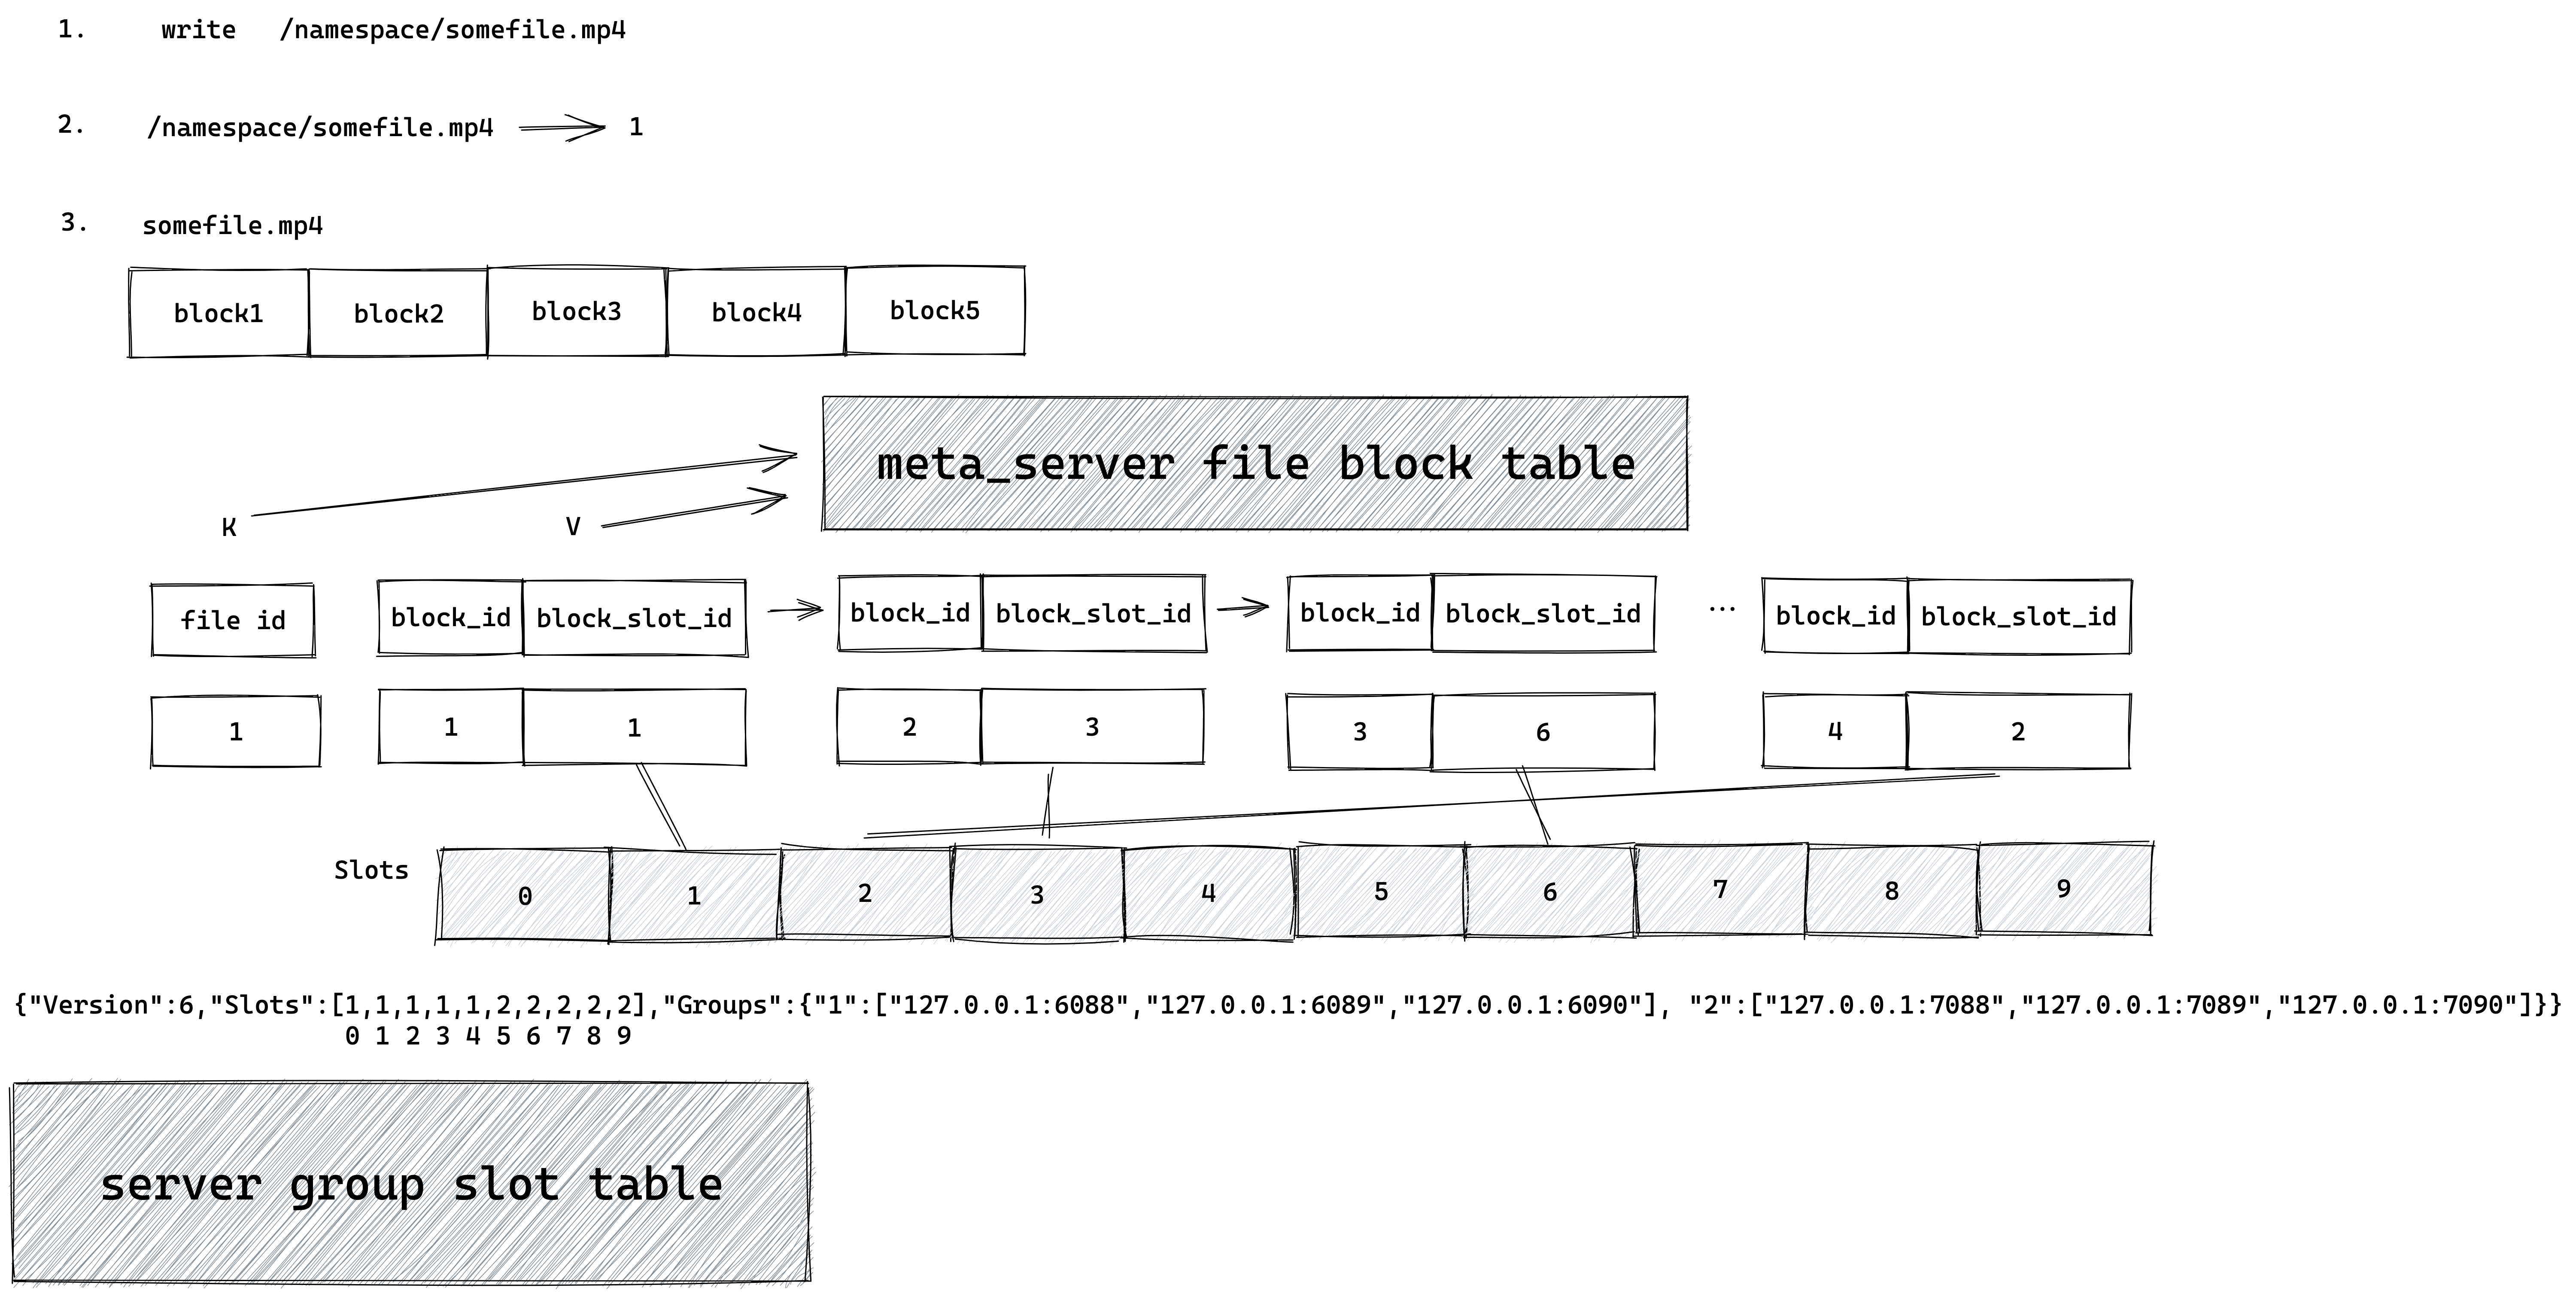 1. write /namespace/somefile.mp4
2. /namespace/somefile.mp4 1
3. somefile.mp4
block1 block2 block3 block4 block5
meta_server file block table
K V
file id block_id block_slot_id block_id block_slot_id block_id block_slot_id ... block_id block_slot_id
1 1 1 2 3 3 6 4 2
Slots 0 1 2 3 4 5 6 7 8 9
{"Version":6,"Slots":[1,1,1,1,1,2,2,2,2,2],"Groups":{"1":["127.0.0.1:6088","127.0.0.1:6089","127.0.0.1:6090"], "2":["127.0.0.1:7088","127.0.0.1:7089","127.0.0.1:7090"]}}
0 1 2 3 4 5 6 7 8 9
server group slot table